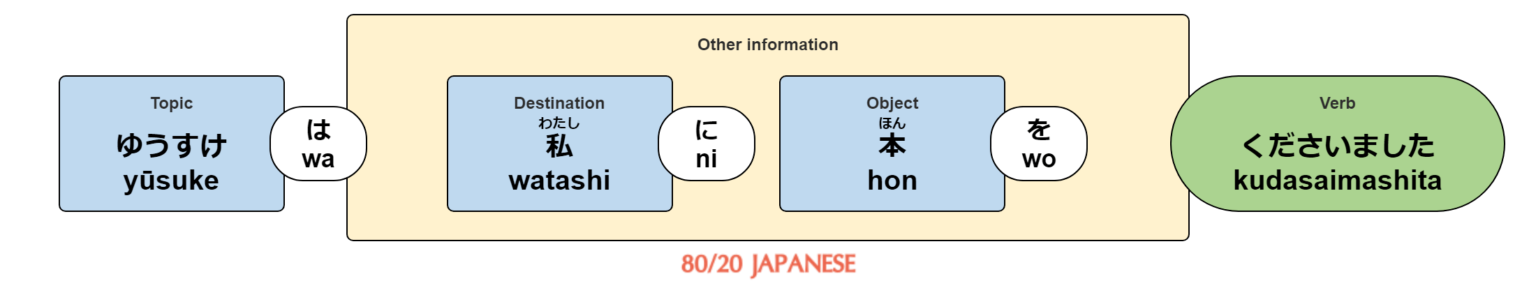 Other information
Topic
ゆうすけ
yūsuke
は
wa
Destination
わたし
私
watashi
に
ni
Object
ほん
本
hon
を
wo
Verb
くださいました
kudasaimashita
80/20 JAPANESE